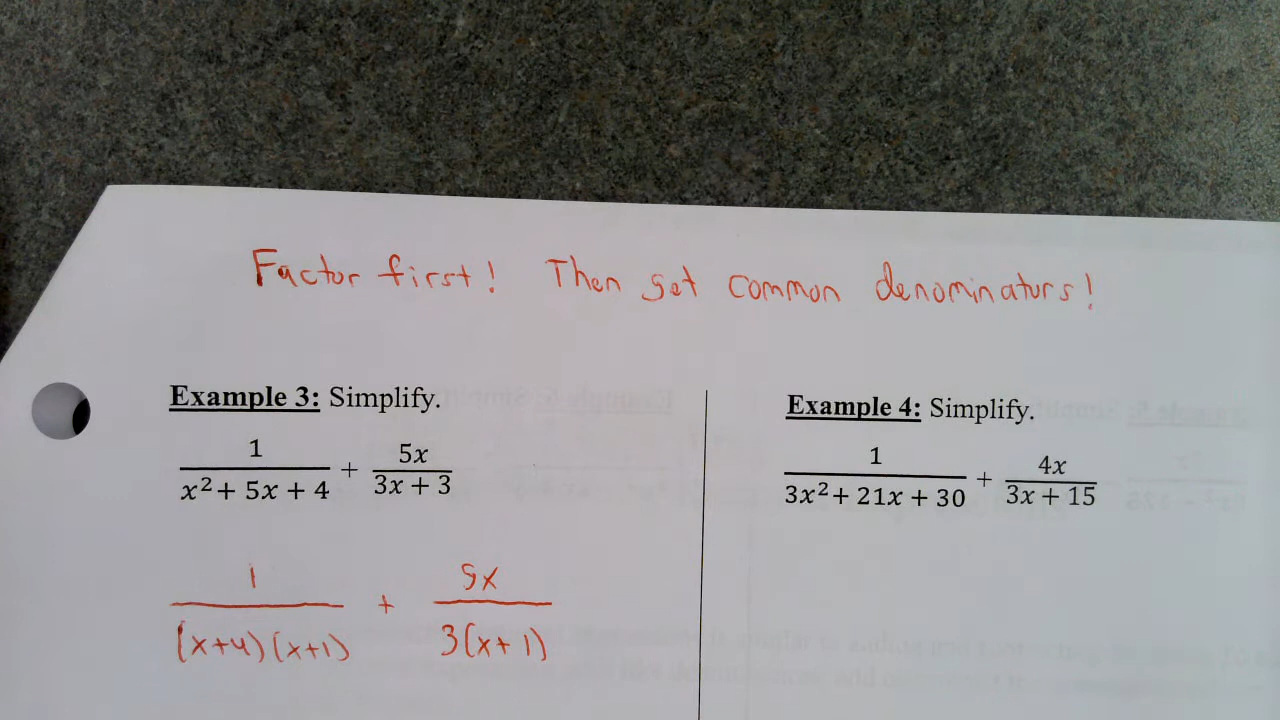 Factor first! Then get common denominators!
Example 3: Simplify.
1/(x² + 5x + 4) + 5x/(3x + 3)
1/((x+4)(x+1)) + 5x/(3(x+1))
Example 4: Simplify.
1/(3x² + 21x + 30) + 4x/(3x + 15)